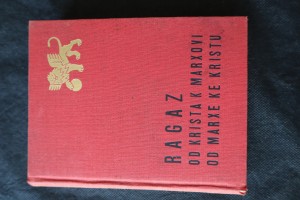 RAGAZ
OD KRISTA K MARXOVI
OD MARXE KE KRISTU